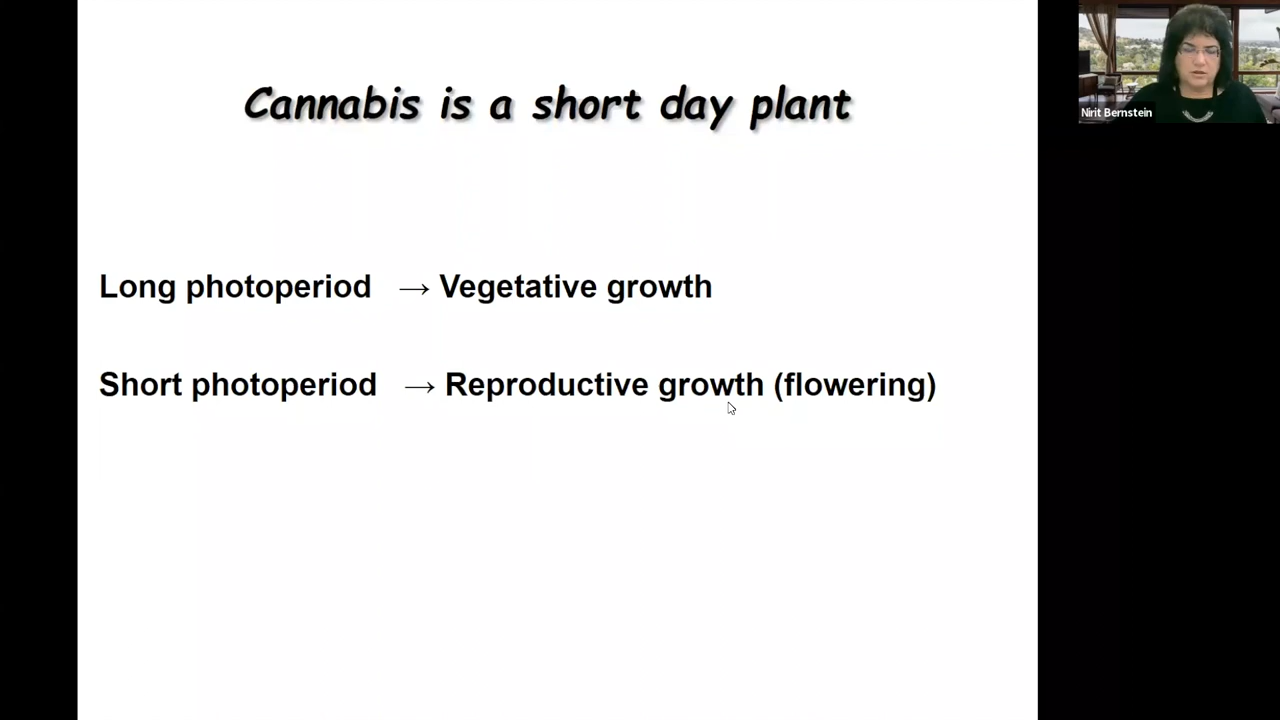 Cannabis is a short day plant
Nirit Bernstein
Long photoperiod → Vegetative growth
Short photoperiod → Reproductive growth (flowering)